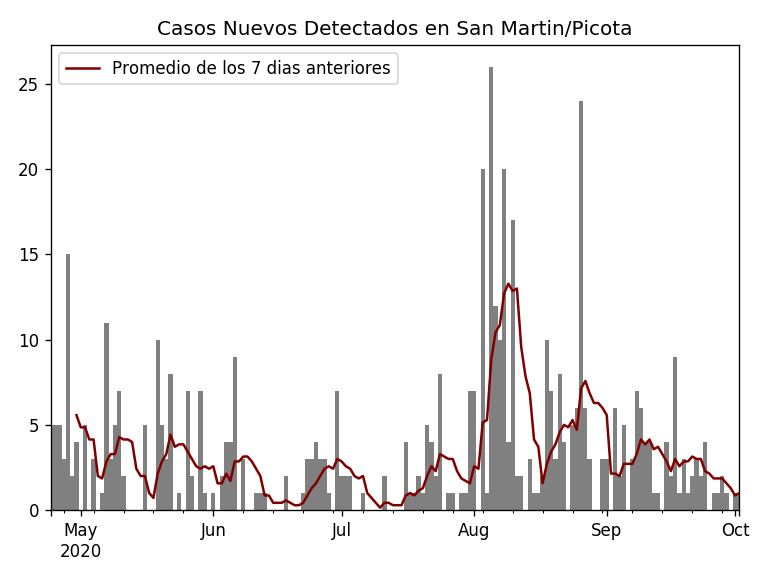 Casos Nuevos Detectados en San Martin/Picota
Promedio de los 7 dias anteriores
25
20
15
10
5
0
May Jun Jul Aug Sep Oct
2020